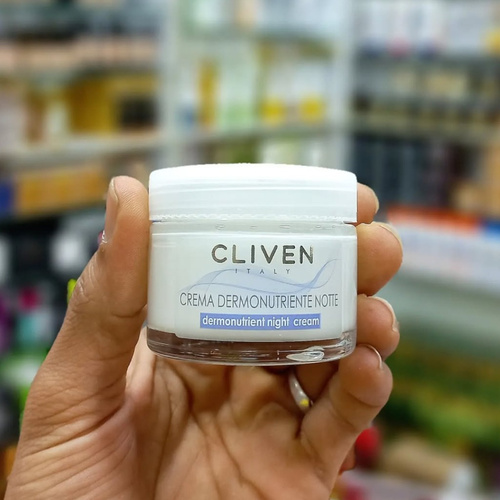 CLIVEN
ITALY
CREMA DERMONUTRIENTE NOTTE
dermonutrient night cream